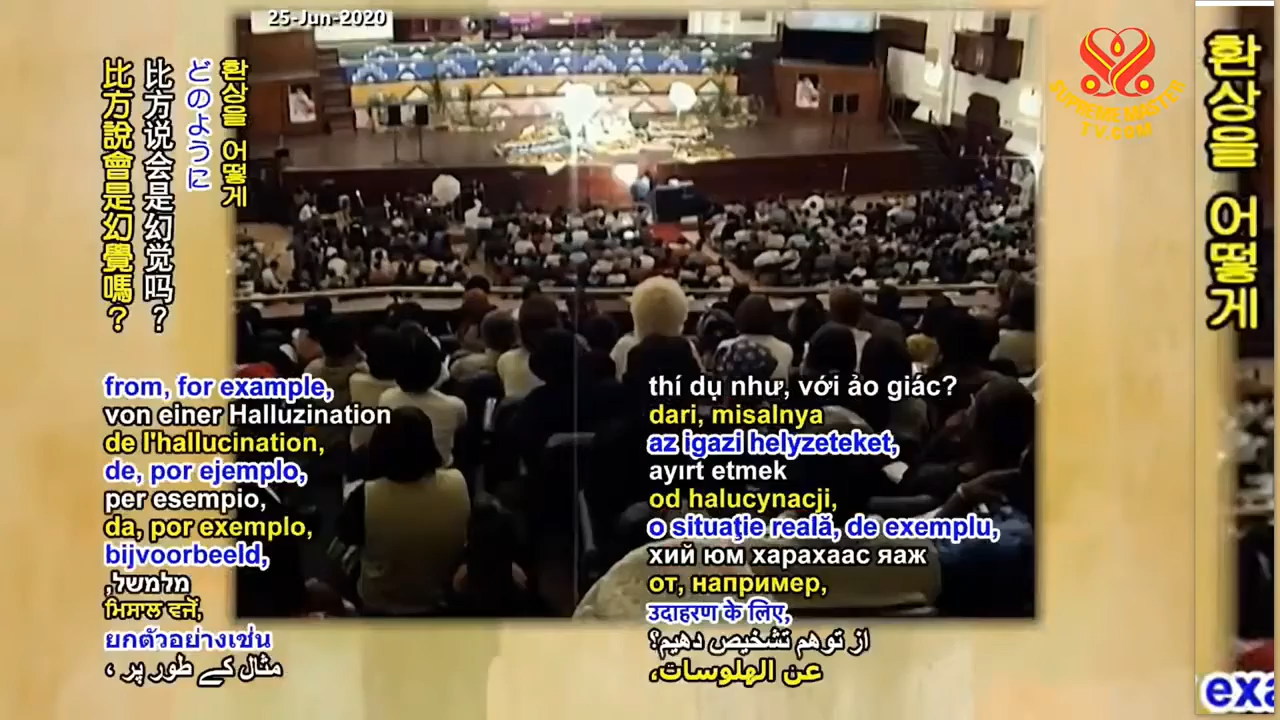 25-Jun-2020
SUPREME MASTER
TV.COM
환상을 어떻게
どのように
比方说会是幻觉吗？
比方說會是幻覺嗎？
from, for example,
von einer Halluzination
de l'hallucination,
de, por ejemplo,
per esempio,
da, por exemplo,
bijvoorbeeld,
מלמשל,
ਮਿਸਾਲ ਵਜੋਂ,
ยกตัวอย่างเช่น
مثال کے طور پر ،
thí dụ như, với ảo giác?
dari, misalnya
az igazi helyzeteket,
ayırt etmek
od halucynacji,
o situaţie reală, de exemplu,
хий юм харахаас яаж
от, например,
उदाहरण के लिए,
از توهم تشخیص دهیم؟
عن الهلوسات،
환상을 어떻게
exa